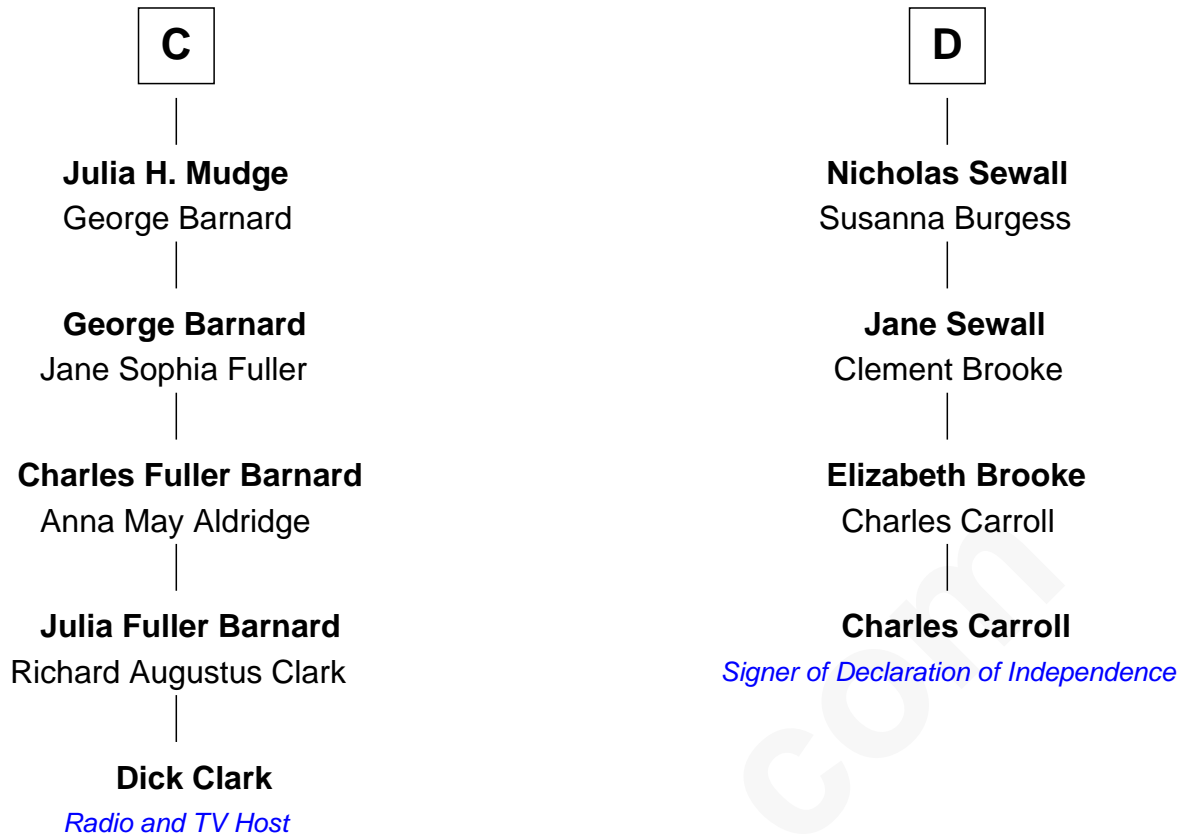 C
Julia H. Mudge
George Barnard
George Barnard
Jane Sophia Fuller
Charles Fuller Barnard
Anna May Aldridge
Julia Fuller Barnard
Richard Augustus Clark
Dick Clark
Radio and TV Host
D
Nicholas Sewall
Susanna Burgess
Jane Sewall
Clement Brooke
Elizabeth Brooke
Charles Carroll
Charles Carroll
Signer of Declaration of Independence
com